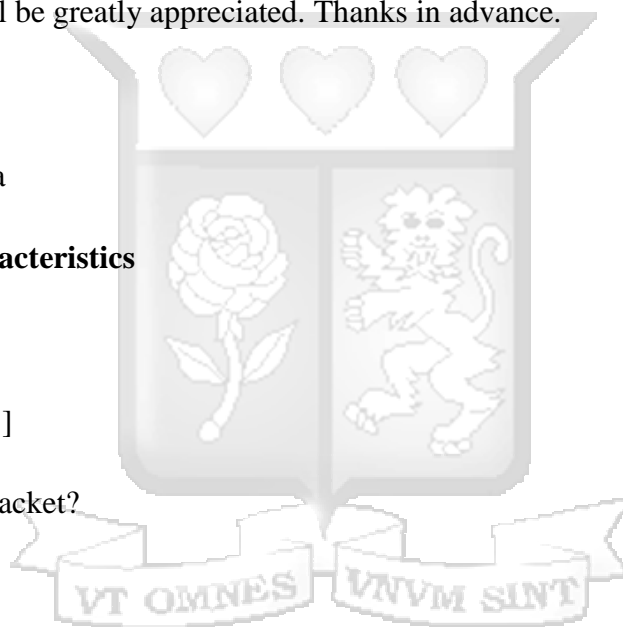 l be greatly appreciated. Thanks in advance.
a
acteristics
]
acket?
VT OMNES VNVM SINT